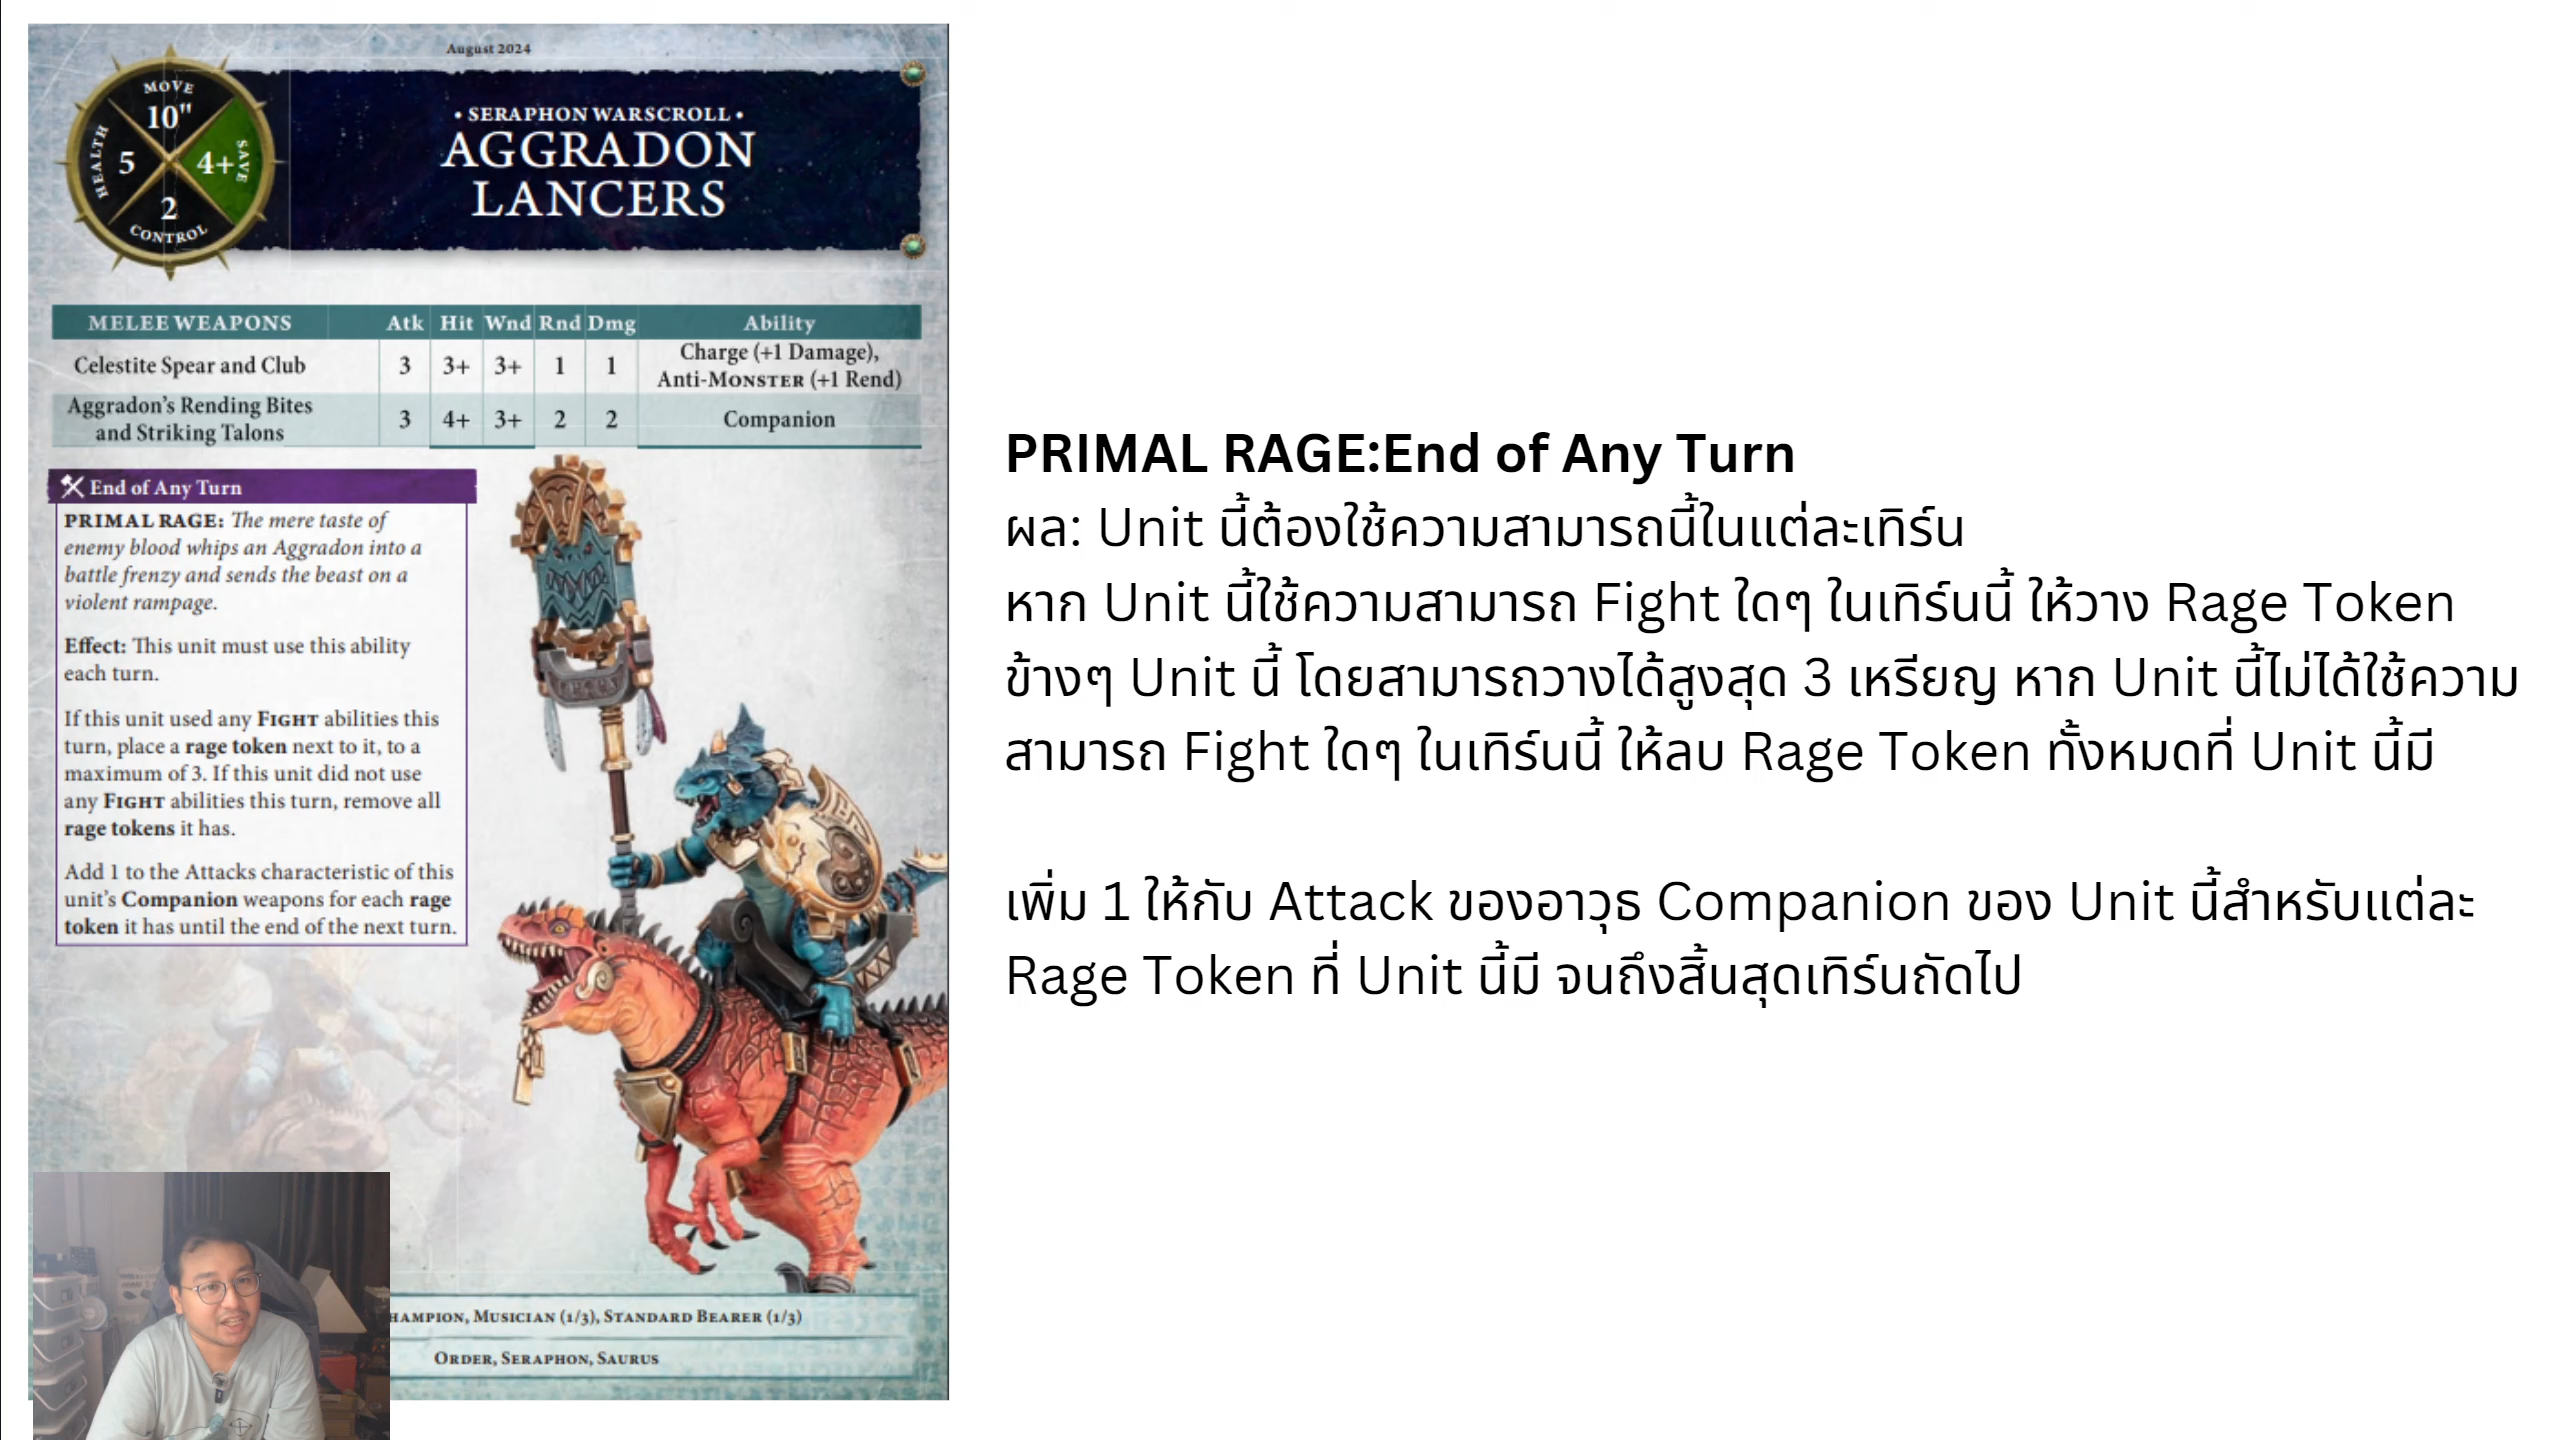 August 2024
MOVE
10"
HEALTH
5
4+
SAVE
2
CONTROL
• SERAPHON WARSCROLL •
AGGRADON
LANCERS
MELEE WEAPONS Atk Hit Wnd Rnd Dmg Ability
Celestite Spear and Club 3 3+ 3+ 1 1 Charge (+1 Damage), Anti-MONSTER (+1 Rend)
Aggradon's Rending Bites and Striking Talons 3 4+ 3+ 2 2 Companion
End of Any Turn
PRIMAL RAGE: The mere taste of
enemy blood whips an Aggradon into a
battle frenzy and sends the beast on a
violent rampage.
Effect: This unit must use this ability
each turn.
If this unit used any FIGHT abilities this
turn, place a rage token next to it, to a
maximum of 3. If this unit did not use
any FIGHT abilities this turn, remove all
rage tokens it has.
Add 1 to the Attacks characteristic of this
unit's Companion weapons for each rage
token it has until the end of the next turn.
HAMPION, MUSICIAN (1/3), STANDARD BEARER (1/3)
ORDER, SERAPHON, SAURUS
PRIMAL RAGE:End of Any Turn
ผล: Unit นี้ต้องใช้ความสามารถนี้ในแต่ละเทิร์น
หาก Unit นี้ใช้ความสามารถ Fight ใดๆ ในเทิร์นนี้ ให้วาง Rage Token
ข้างๆ Unit นี้ โดยสามารถวางได้สูงสุด 3 เหรียญ หาก Unit นี้ไม่ได้ใช้ความ
สามารถ Fight ใดๆ ในเทิร์นนี้ ให้ลบ Rage Token ทั้งหมดที่ Unit นี้มี
เพิ่ม 1 ให้กับ Attack ของอาวุธ Companion ของ Unit นี้สำหรับแต่ละ
Rage Token ที่ Unit นี้มี จนถึงสิ้นสุดเทิร์นถัดไป